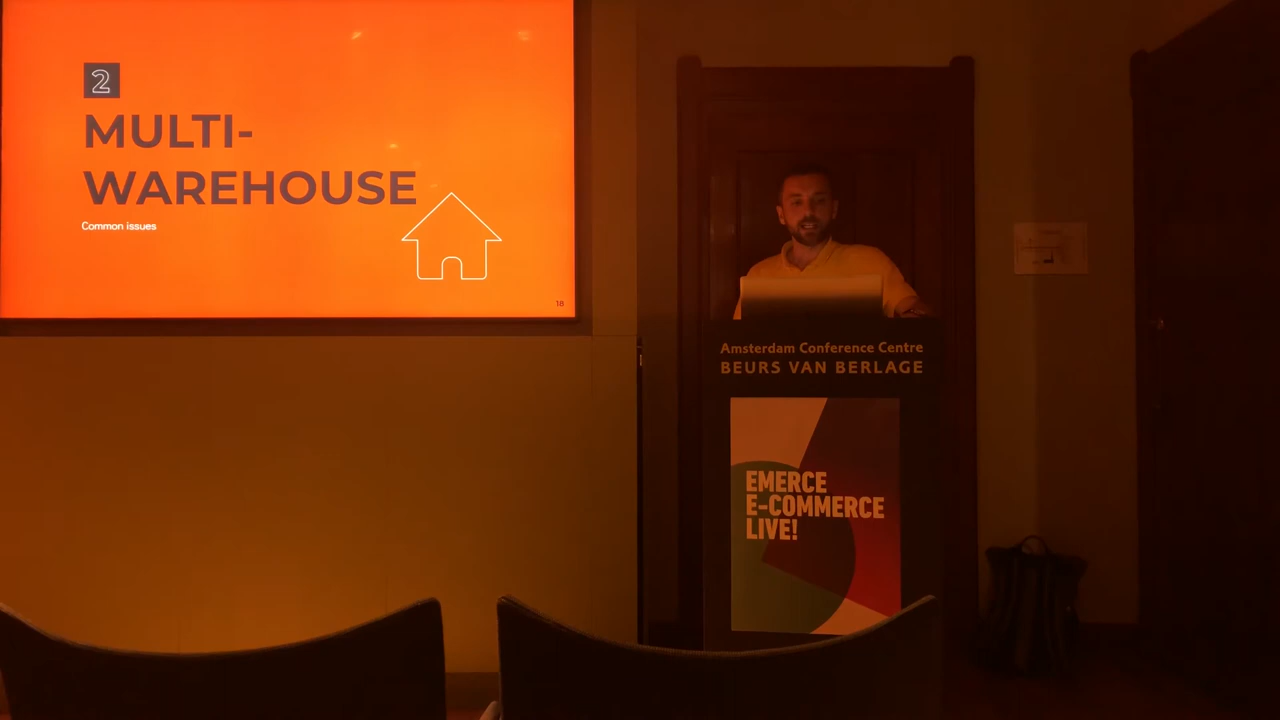 2
MULTI-
WAREHOUSE
Common issues
18
Amsterdam Conference Centre
BEURS VAN BERLAGE
EMERCE
E-COMMERCE
LIVE!